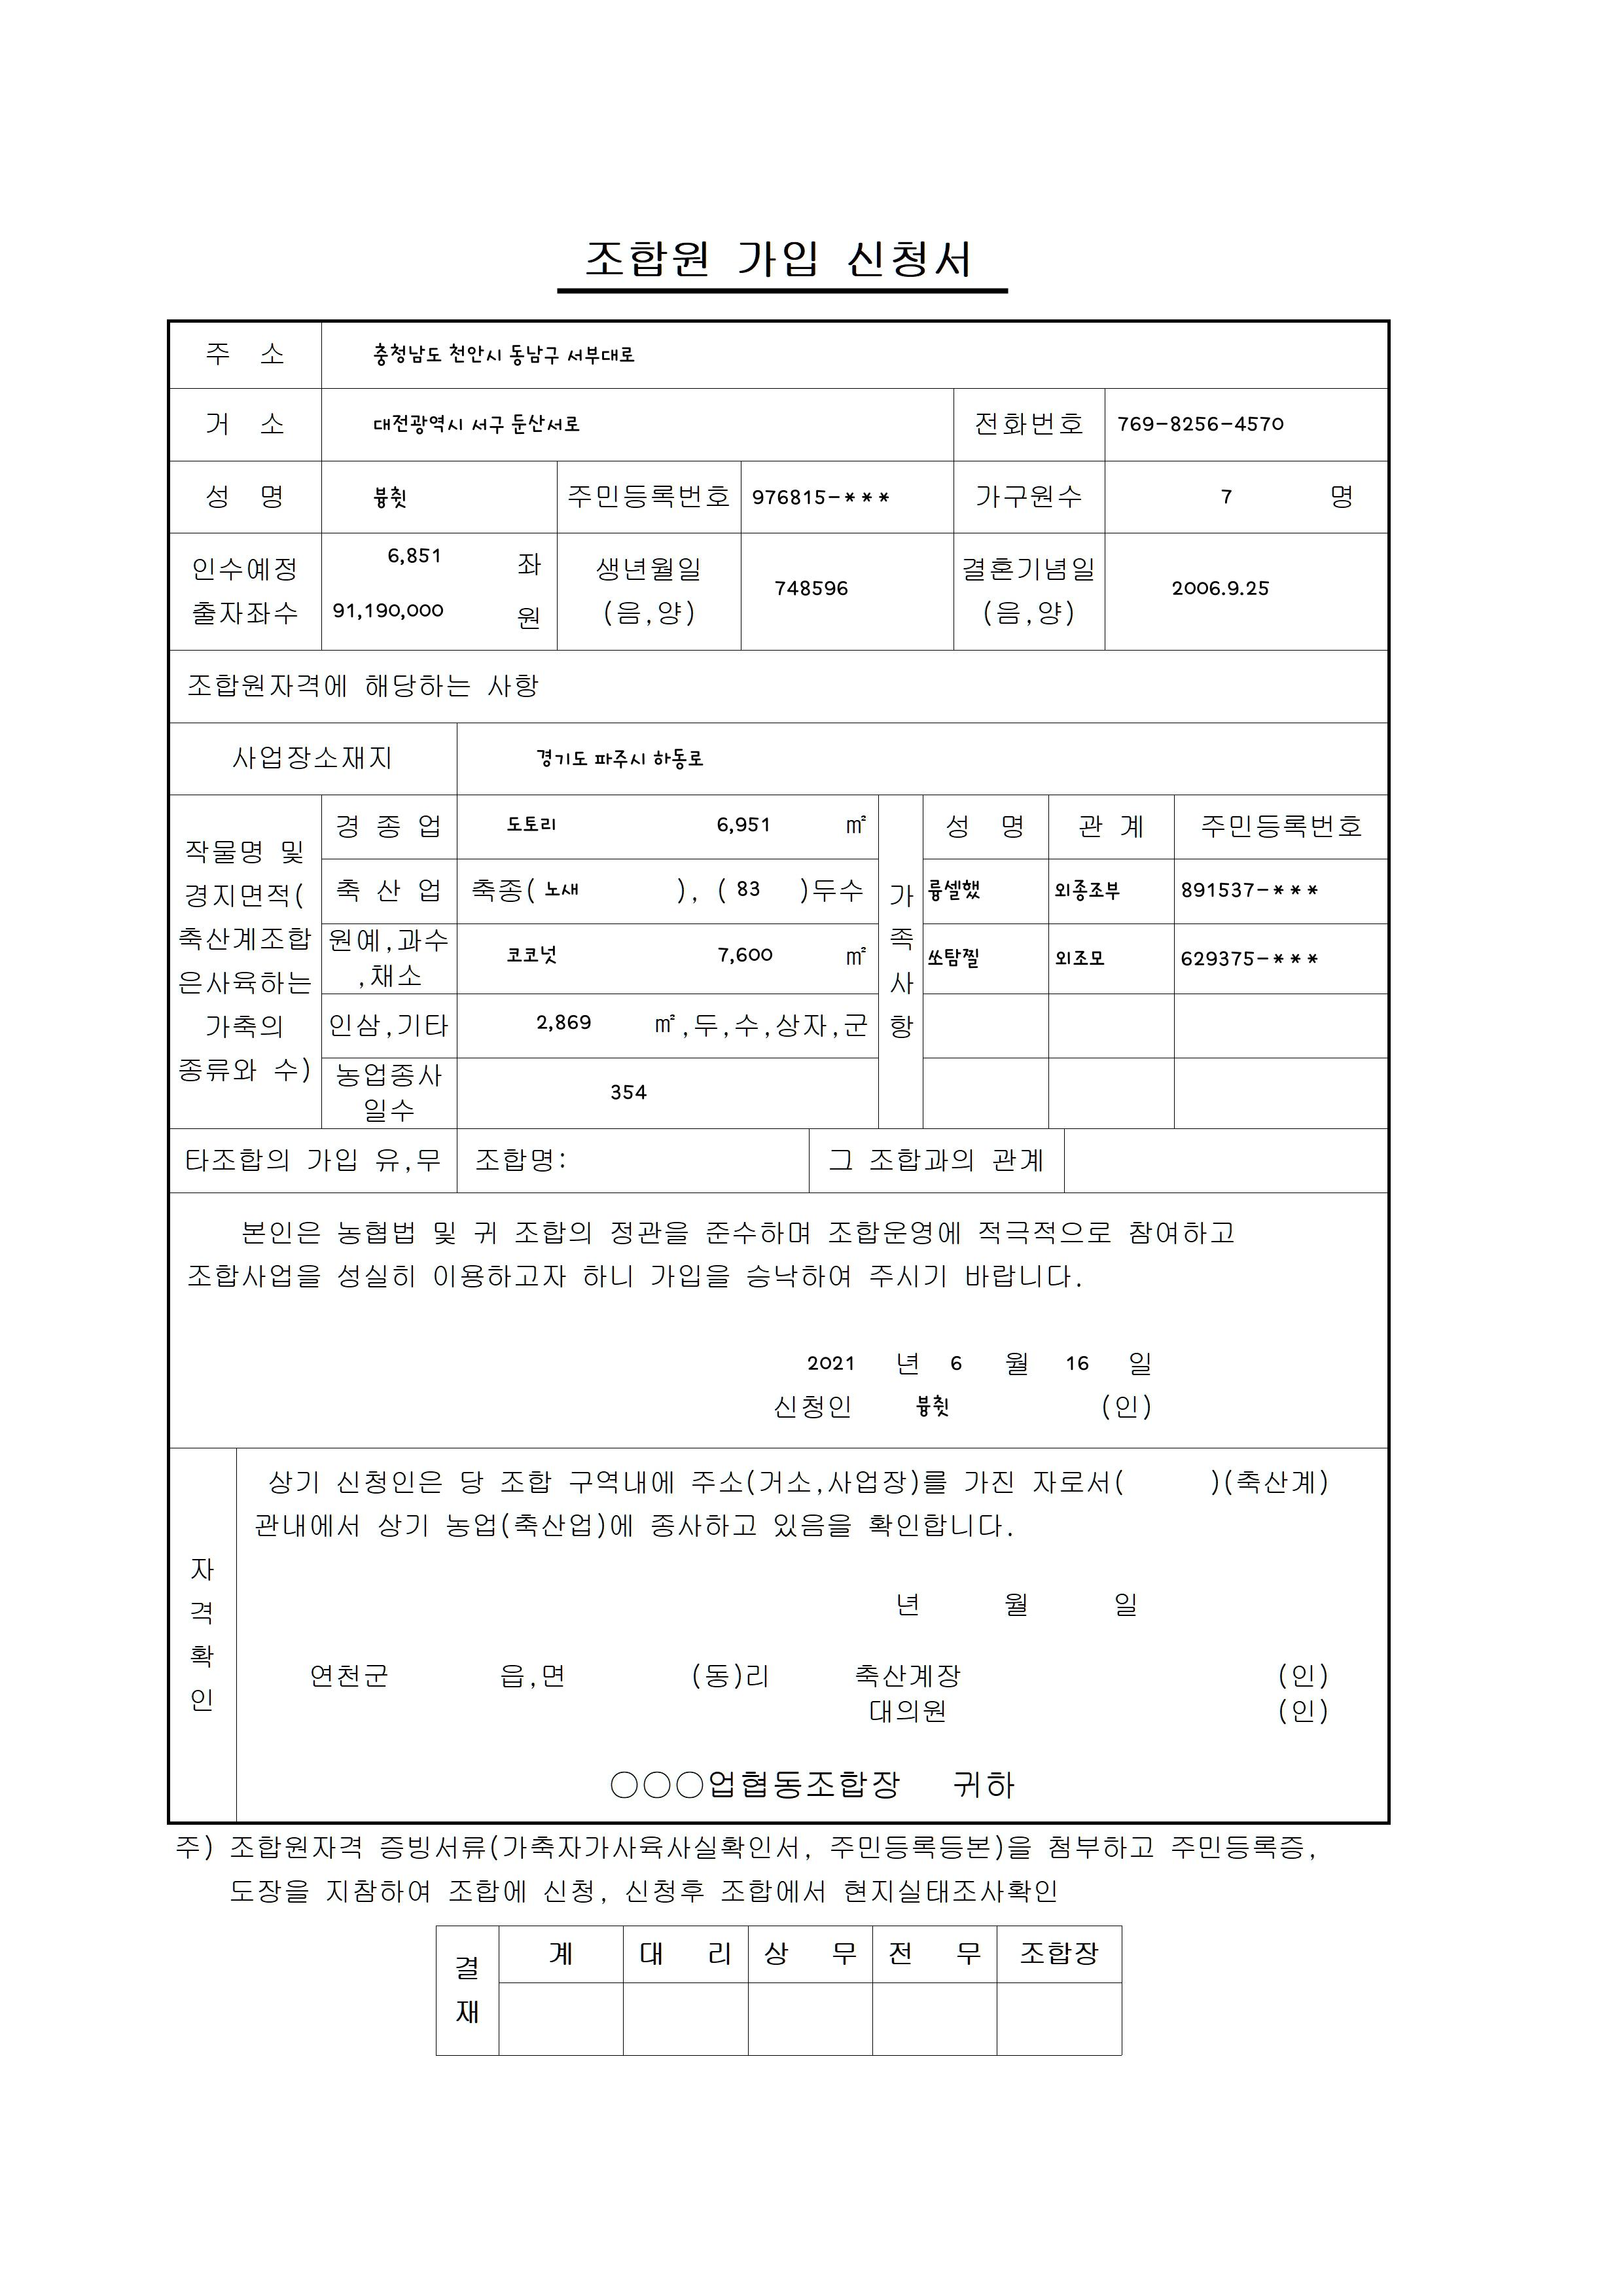 조합원 가입 신청서
주 소 충청남도 천안시 동남구 서부대로
거 소 대전광역시 서구 둔산서로 전화번호 769-8256-4570
성 명 뷺췻 주민등록번호 976815-*** 가구원수 7 명
인수예정 출자좌수 6,851 좌 91,190,000 원 생년월일 (음,양) 748596 결혼기념일 (음,양) 2006.9.25
조합원자격에 해당하는 사항
사업장소재지 경기도 파주시 하동로
작물명 및 경지면적(축산계조합은사육하는 가축의 종류와 수)
경 종 업 도토리 6,951 ㎡
축 산 업 축종( 노새 ), ( 83 )두수
원예,과수,채소 코코넛 7,600 ㎡
인삼,기타 2,869 ㎡,두,수,상자,군
농업종사일수 354
가족사항
성 명 관 계 주민등록번호
외종조부 891537-***
쏘탐찔 외조모 629375-***
타조합의 가입 유,무 조합명: 그 조합과의 관계
본인은 농협법 및 귀 조합의 정관을 준수하며 조합운영에 적극적으로 참여하고
조합사업을 성실히 이용하고자 하니 가입을 승낙하여 주시기 바랍니다.
2021 년 6 월 16 일
신청인 뷺췻 (인)
자격확인
상기 신청인은 당 조합 구역내에 주소(거소,사업장)를 가진 자로서( )(축산계)
관내에서 상기 농업(축산업)에 종사하고 있음을 확인합니다.
년 월 일
연천군 읍,면 (동)리 축산계장 (인)
대의원 (인)
○○○업협동조합장 귀하
주) 조합원자격 증빙서류(가축자가사육사실확인서, 주민등록등본)을 첨부하고 주민등록증,
도장을 지참하여 조합에 신청, 신청후 조합에서 현지실태조사확인
결재 계 대 리 상 무 전 무 조합장